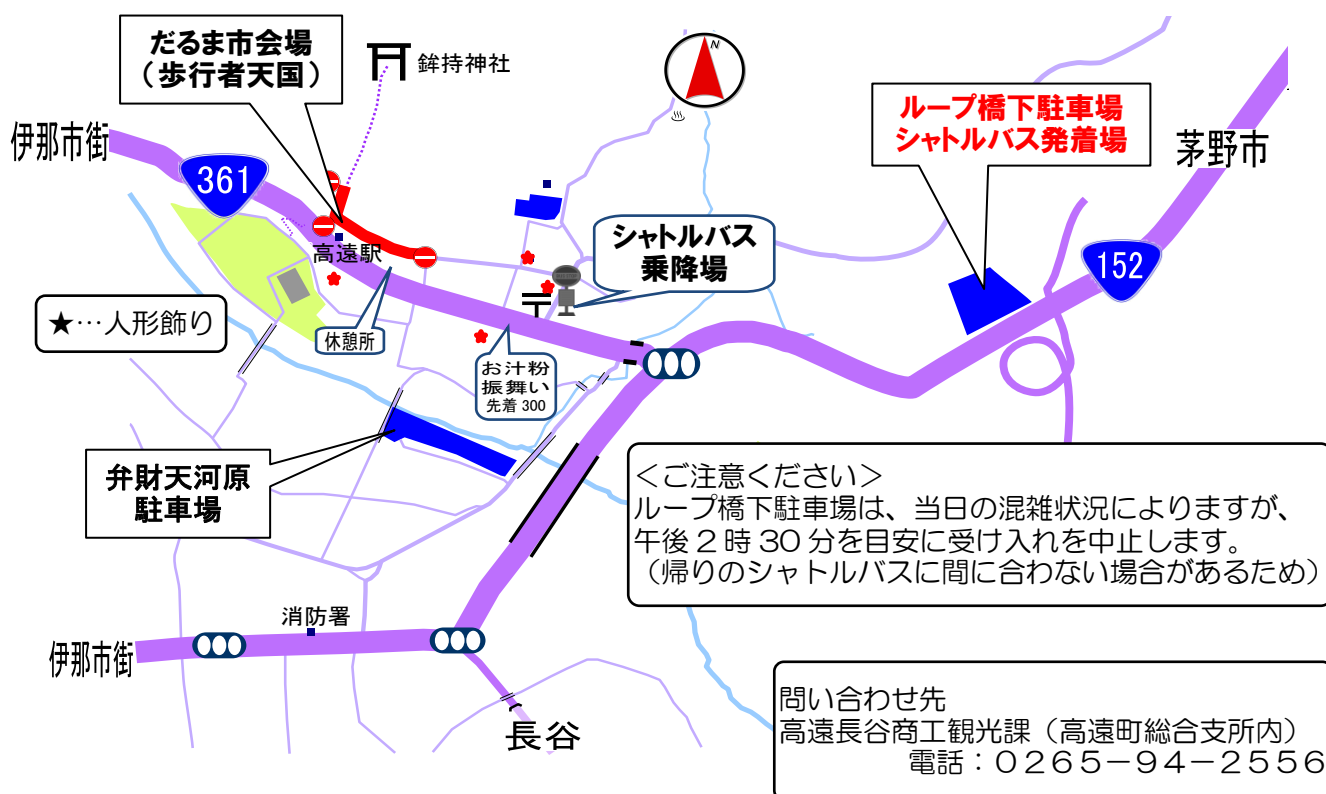 だるま市会場
（歩行者天国）
鉾持神社
N
ループ橋下駐車場
シャトルバス発着場
茅野市
伊那市街
361
シャトルバス
乗降場
152
高遠駅
★…人形飾り
休憩所
お汁粉
振舞い
先着 300
弁財天河原
駐車場
＜ご注意ください＞
ループ橋下駐車場は、当日の混雑状況によりますが、
午後２時 30 分を目安に受け入れを中止します。
（帰りのシャトルバスに間に合わない場合があるため）
消防署
伊那市街
長谷
問い合わせ先
高遠長谷商工観光課（高遠町総合支所内）
電話：０２６５－９４－２５５６